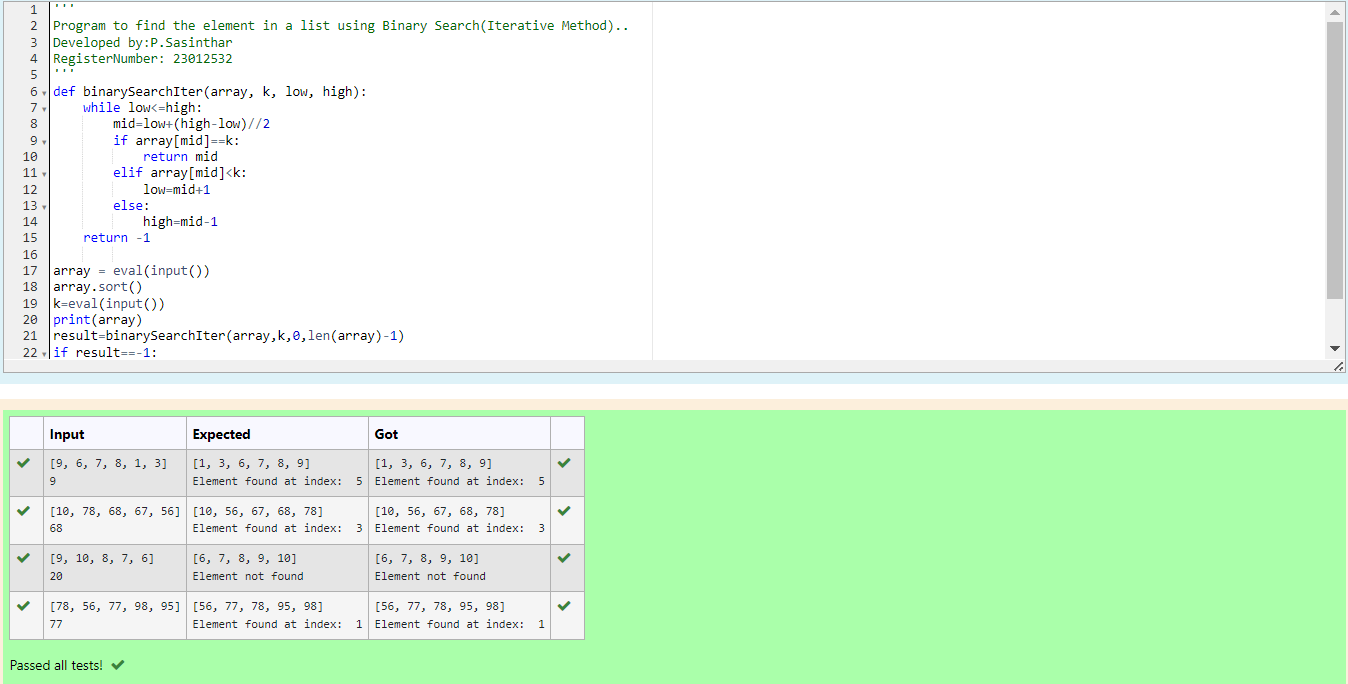 1 '''
2 Program to find the element in a list using Binary Search(Iterative Method)..
3 Developed by:P.Sasinthar
4 RegisterNumber: 23012532
5 '''
6 def binarySearchIter(array, k, low, high):
7     while low<=high:
8         mid=low+(high-low)//2
9         if array[mid]==k:
10             return mid
11         elif array[mid]<k:
12             low=mid+1
13         else:
14             high=mid-1
15     return -1
16
17 array = eval(input())
18 array.sort()
19 k=eval(input())
20 print(array)
21 result=binarySearchIter(array,k,0,len(array)-1)
22 if result==-1:
Input Expected Got
[9, 6, 7, 8, 1, 3] [1, 3, 6, 7, 8, 9] [1, 3, 6, 7, 8, 9]
9 Element found at index:  5 Element found at index:  5
[10, 78, 68, 67, 56] [10, 56, 67, 68, 78] [10, 56, 67, 68, 78]
68 Element found at index:  3 Element found at index:  3
[9, 10, 8, 7, 6] [6, 7, 8, 9, 10] [6, 7, 8, 9, 10]
20 Element not found Element not found
[78, 56, 77, 98, 95] [56, 77, 78, 95, 98] [56, 77, 78, 95, 98]
77 Element found at index:  1 Element found at index:  1
Passed all tests!